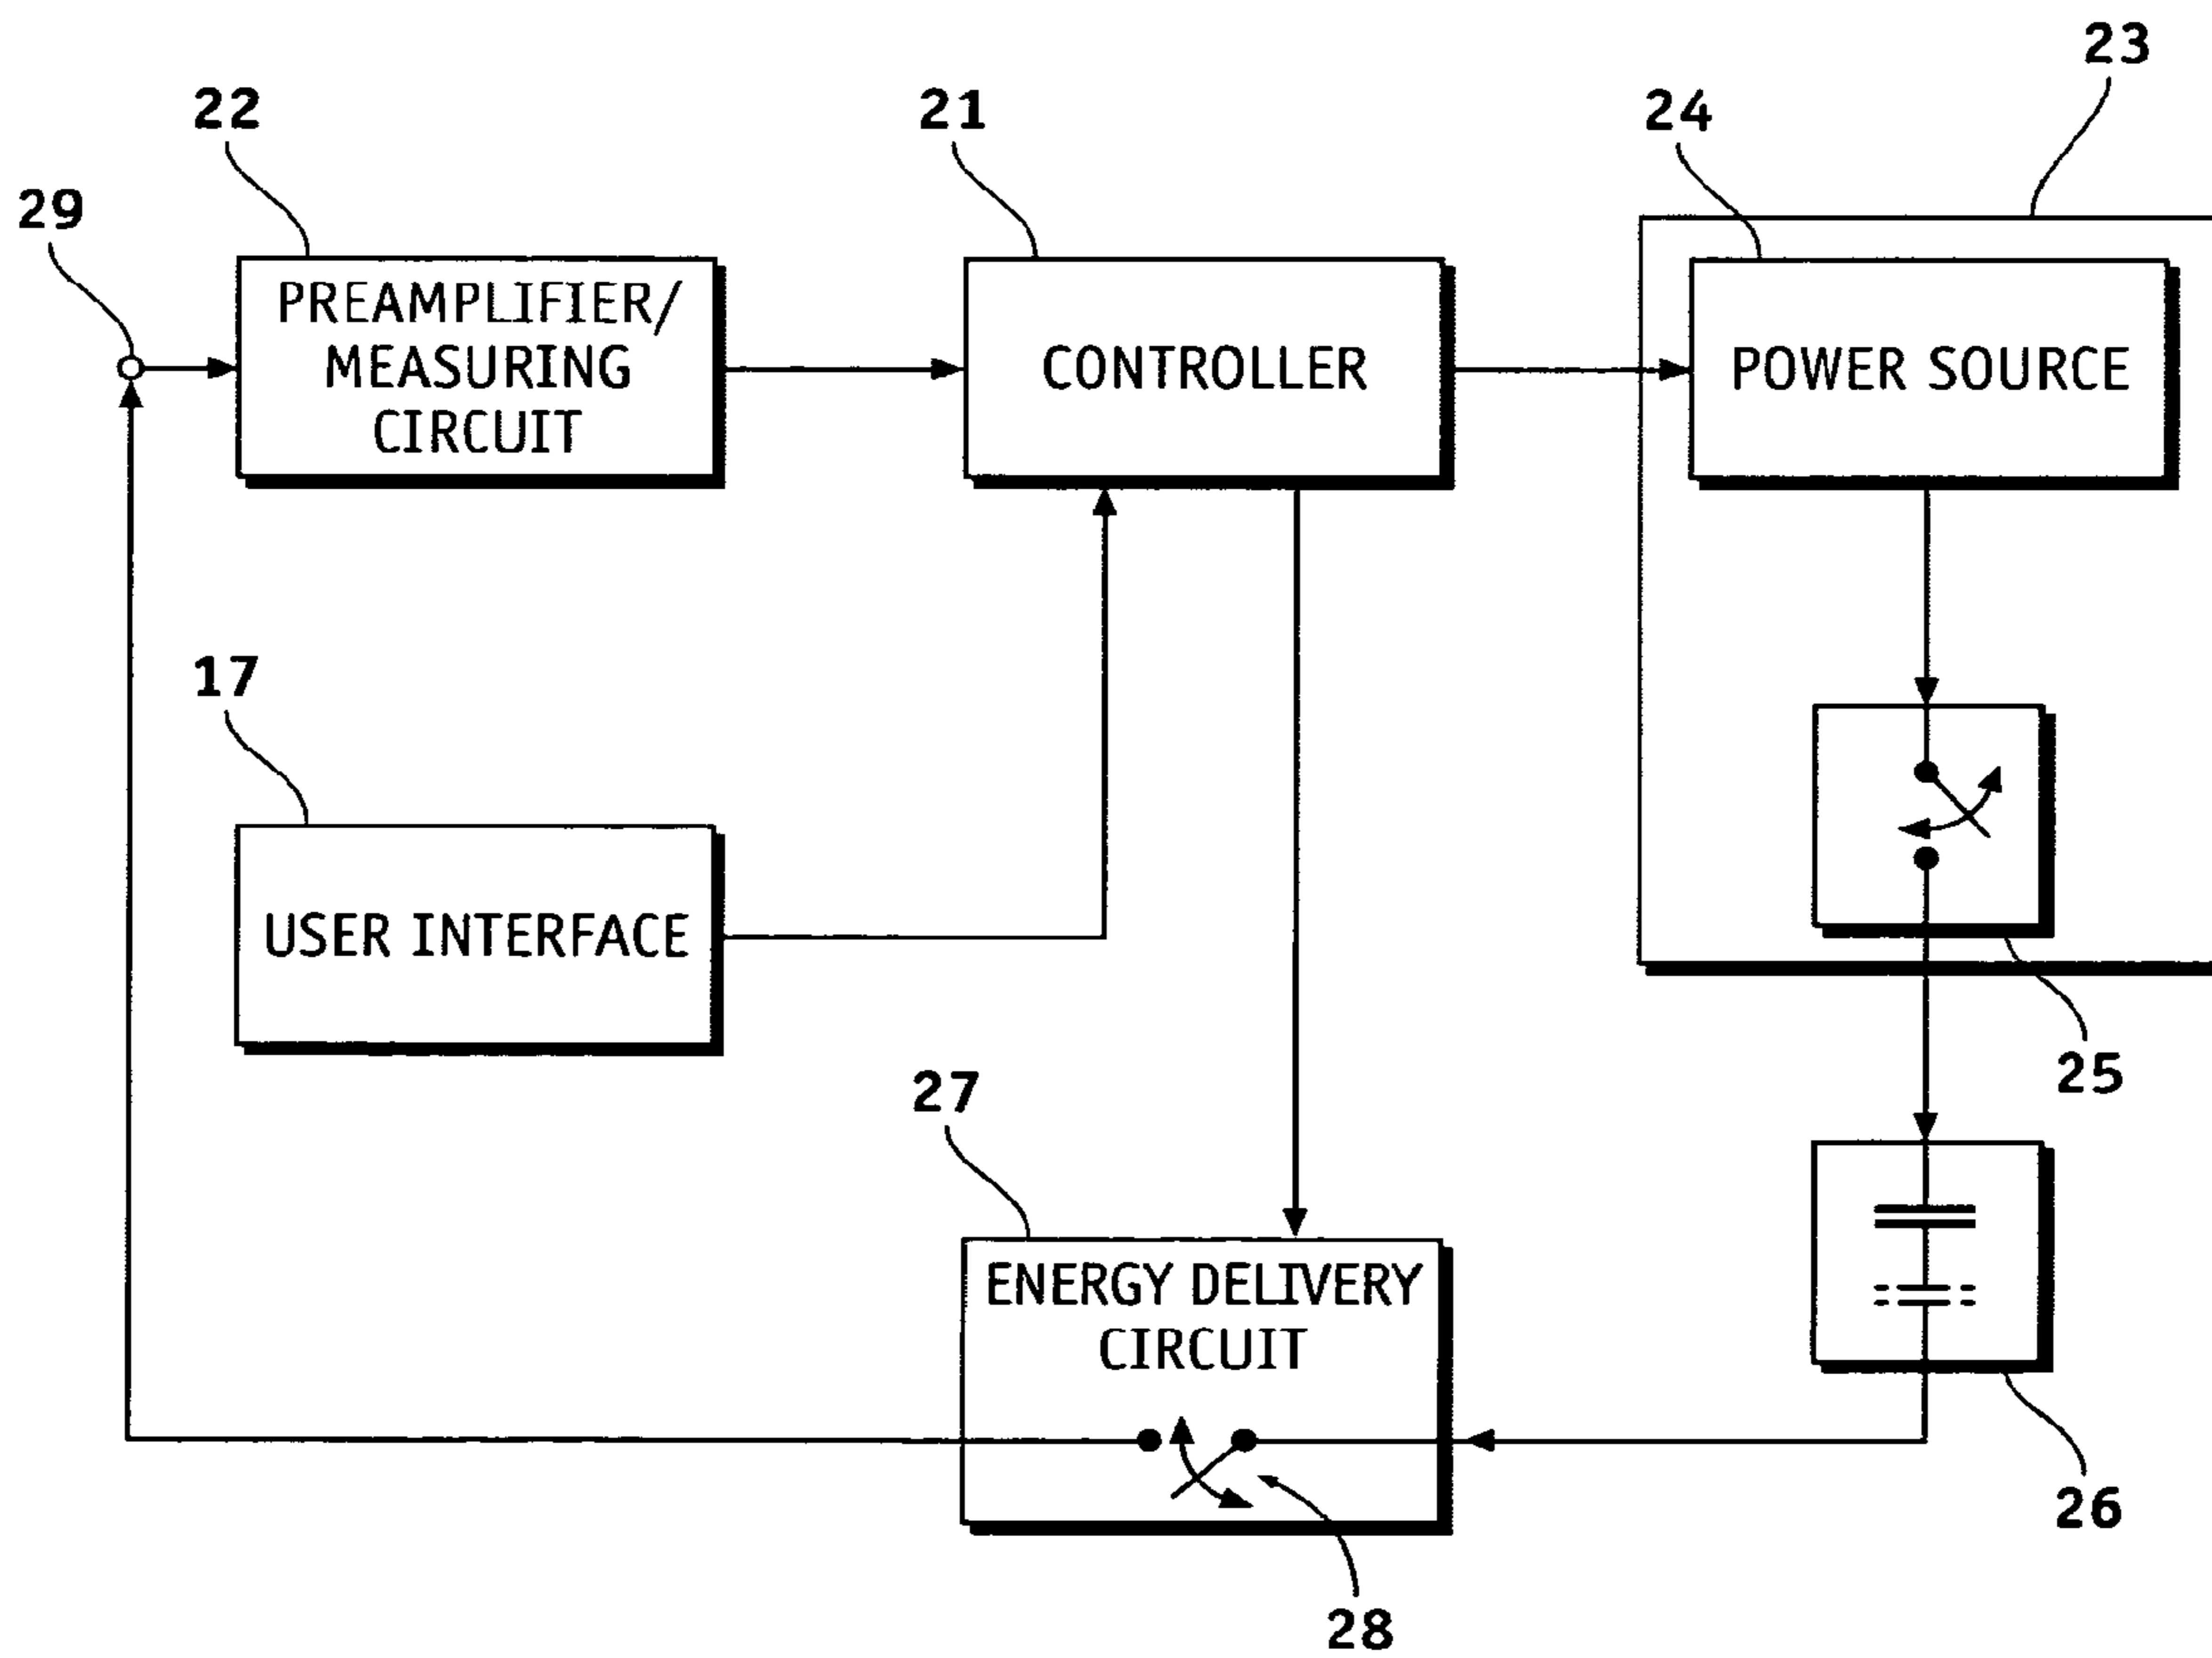 23
22
21
24
29
PREAMPLIFIER/
MEASURING
CIRCUIT
CONTROLLER
POWER SOURCE
17
USER INTERFACE
25
27
ENERGY DELIVERY
CIRCUIT
26
28